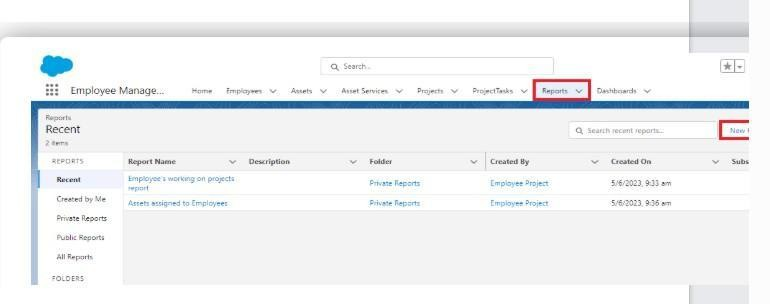 Search...
Employee Manage... Home Employees Assets Asset Services Projects ProjectTasks Reports Dashboards
Reports
Recent
2 items
Search recent reports...
New
REPORTS
Report Name Description Folder Created By Created On
Recent
Employee's working on projects report Private Reports Employee Project 5/6/2023, 9:33 am
Created by Me
Assets assigned to Employees Private Reports Employee Project 5/6/2023, 9:36 am
Private Reports
Public Reports
All Reports
FOLDERS